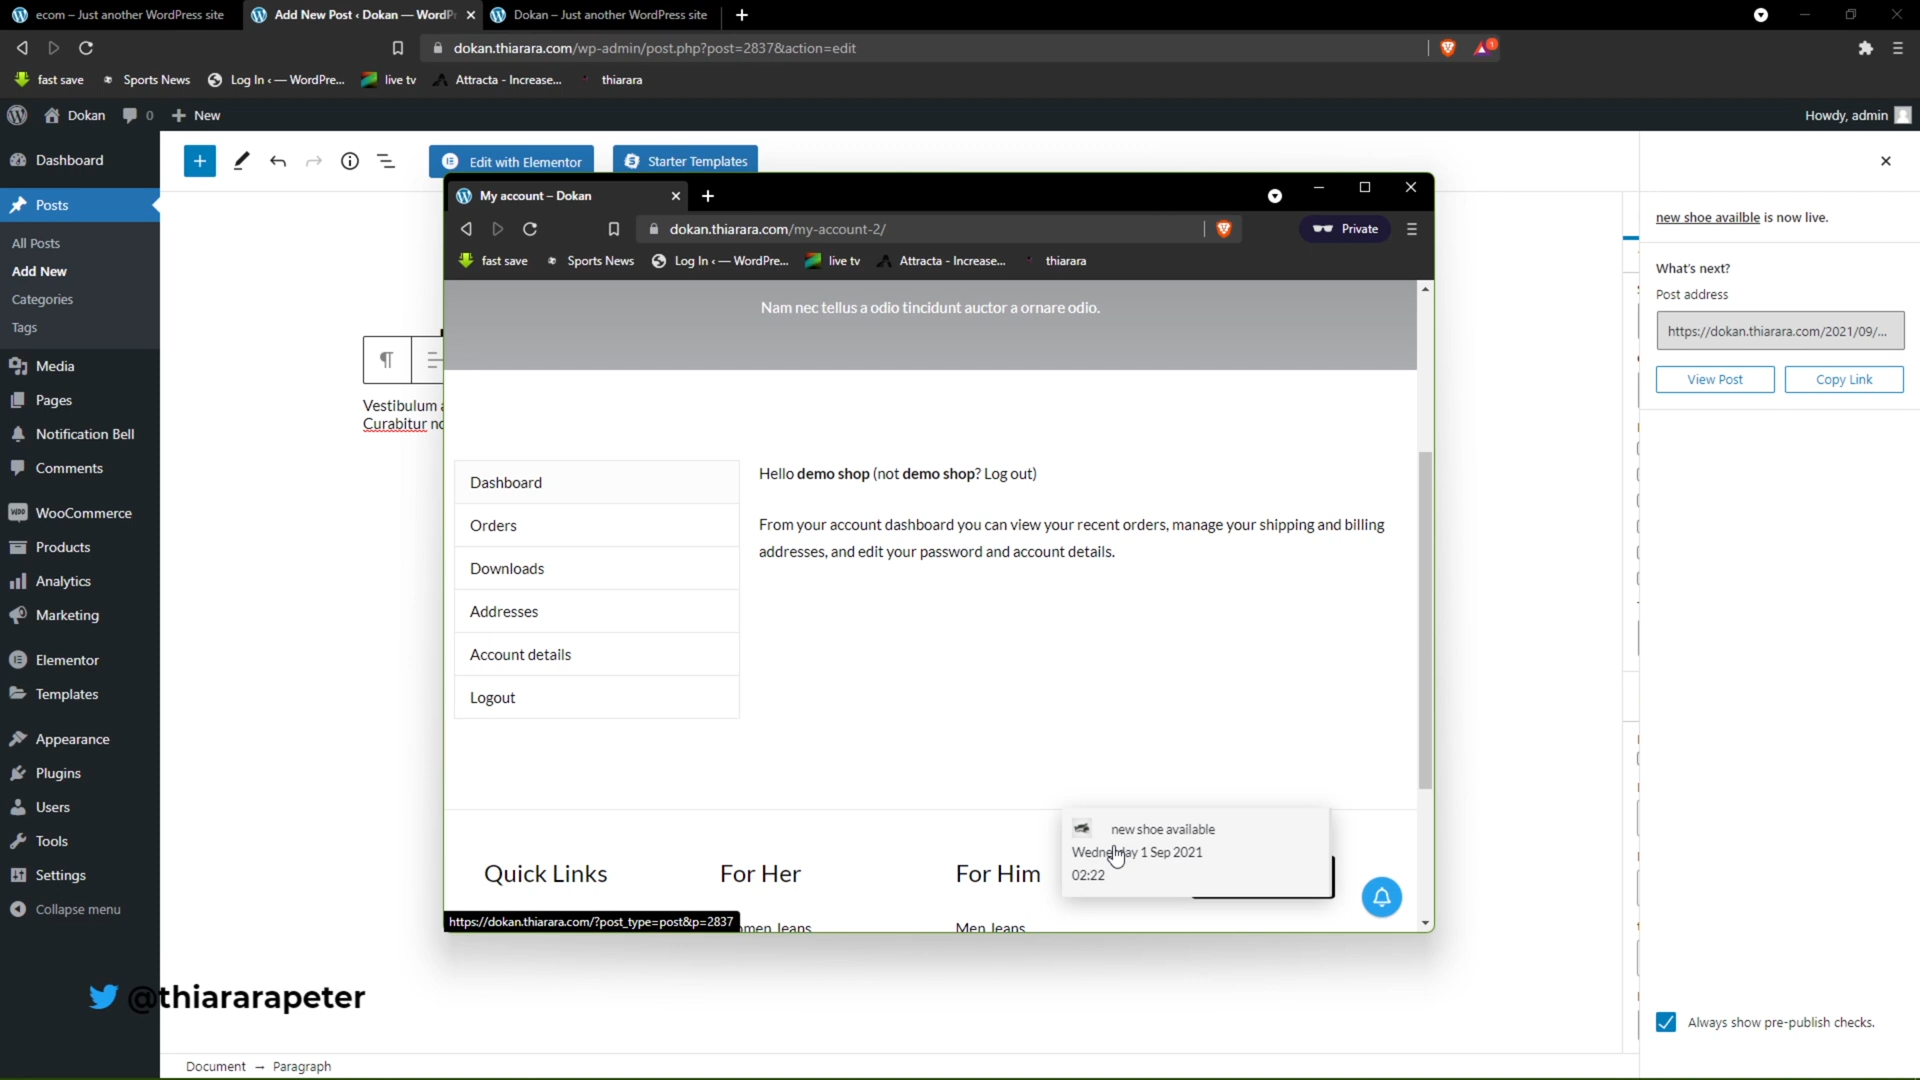 ecom – Just another WordPress site
Add New Post ‹ Dokan — WordP
Dokan – Just another WordPress site
dokan.thiarara.com/wp-admin/post.php?post=2837&action=edit
1
fast save
Sports News
Log In ‹ — WordPre...
live tv
Attracta - Increase...
thiarara
Dokan
0
New
Howdy, admin
Dashboard
Posts
All Posts
Add New
Categories
Tags
Media
Pages
Notification Bell
Comments
WooCommerce
Products
Analytics
Marketing
Elementor
Templates
Appearance
Plugins
Users
Tools
Settings
Collapse menu
Edit with Elementor
Starter Templates
Vestibulum
Curabitur
My account – Dokan
dokan.thiarara.com/my-account-2/
Private
fast save
Sports News
Log In ‹ — WordPre...
live tv
Attracta - Increase...
thiarara
Nam nec tellus a odio tincidunt auctor a ornare odio.
Dashboard
Orders
Downloads
Addresses
Account details
Logout
Hello demo shop (not demo shop? Log out)
From your account dashboard you can view your recent orders, manage your shipping and billing
addresses, and edit your password and account details.
new shoe available
Wednesday 1 Sep 2021
02:22
Quick Links
For Her
For Him
https://dokan.thiarara.com/?post_type=post&p=2837
Jeans
Men Jeans
new shoe availble is now live.
What's next?
Post address
https://dokan.thiarara.com/2021/09/...
View Post
Copy Link
Always show pre-publish checks.
@thiararapeter
Document → Paragraph